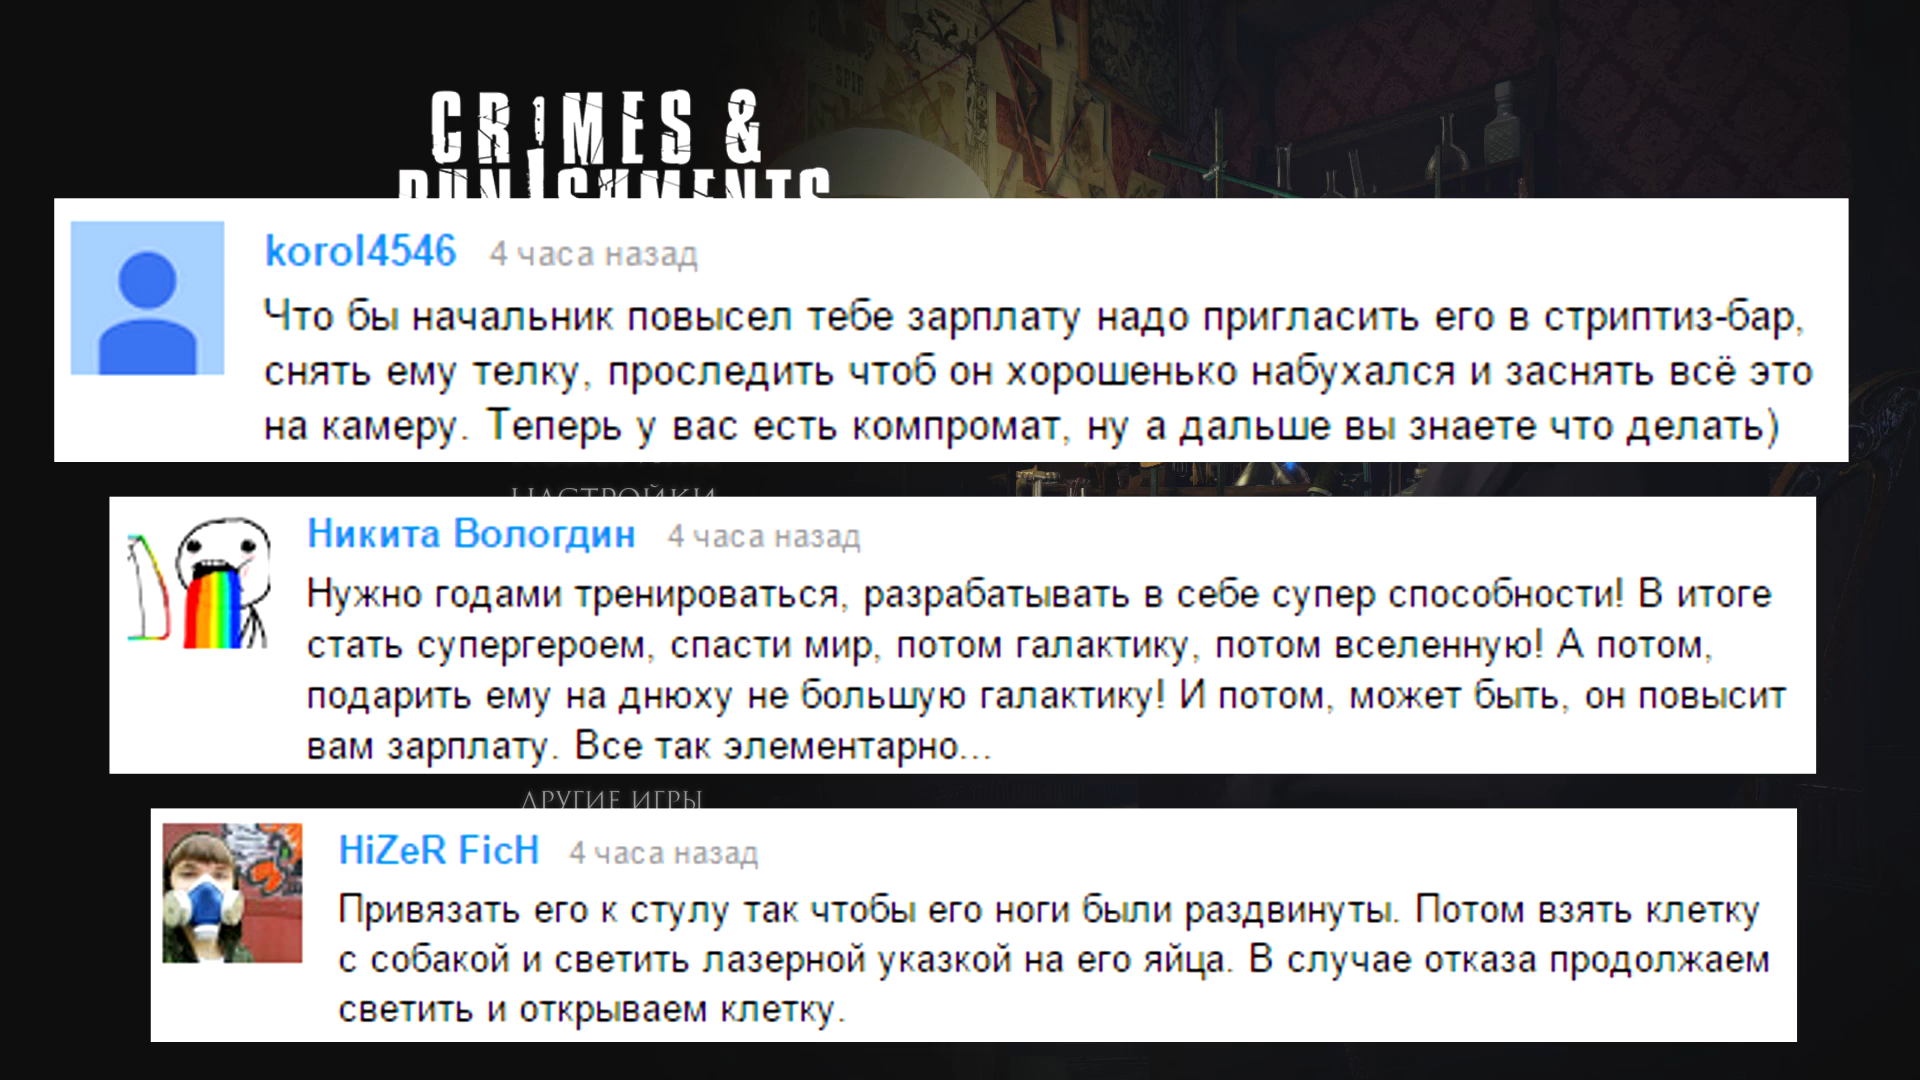 CRIMES &
PUNISHMENTS
korol4546 4 часа назад
Что бы начальник повысел тебе зарплату надо пригласить его в стриптиз-бар,
снять ему телку, проследить чтоб он хорошенько набухался и заснять всё это
на камеру. Теперь у вас есть компромат, ну а дальше вы знаете что делать)
НАСТРОЙКИ
Никита Вологдин 4 часа назад
Нужно годами тренироваться, разрабатывать в себе супер способности! В итоге
стать супергероем, спасти мир, потом галактику, потом вселенную! А потом,
подарить ему на днюху не большую галактику! И потом, может быть, он повысит
вам зарплату. Все так элементарно...
ДРУГИЕ ИГРЫ
HiZeR FicH 4 часа назад
Привязать его к стулу так чтобы его ноги были раздвинуты. Потом взять клетку
с собакой и светить лазерной указкой на его яйца. В случае отказа продолжаем
светить и открываем клетку.